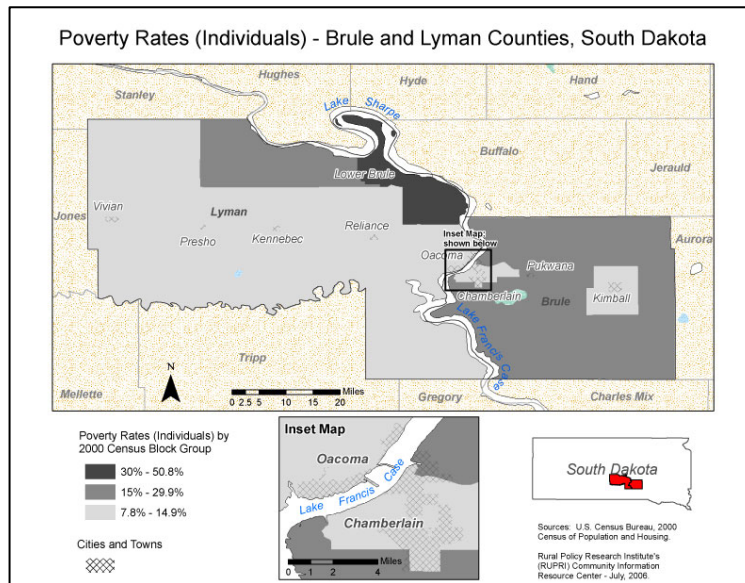 Poverty Rates (Individuals) - Brule and Lyman Counties, South Dakota
Hughes
Hyde
Hand
Stanley
Lake Sharpe
Buffalo
Jerauld
Lower Brule
Jones
Vivian
Lyman
Presho
Kennebec
Reliance
Inset Map;
shown below
Aurora
Oacoma
Pukwana
Chamberlain
Brule
Kimball
Lake Francis Case
Tripp
N
Miles
0 2.5 5 10 15 20
Mellette
Gregory
Charles Mix
Poverty Rates (Individuals) by
2000 Census Block Group
30% - 50.8%
15% - 29.9%
7.8% - 14.9%
Cities and Towns
Inset Map
Oacoma
Lake Francis Case
Chamberlain
Miles
0 1 2 4
South Dakota
Sources: U.S. Census Bureau, 2000
Census of Population and Housing.
Rural Policy Research Institute's
(RUPRI) Community Information
Resource Center - July, 2006.